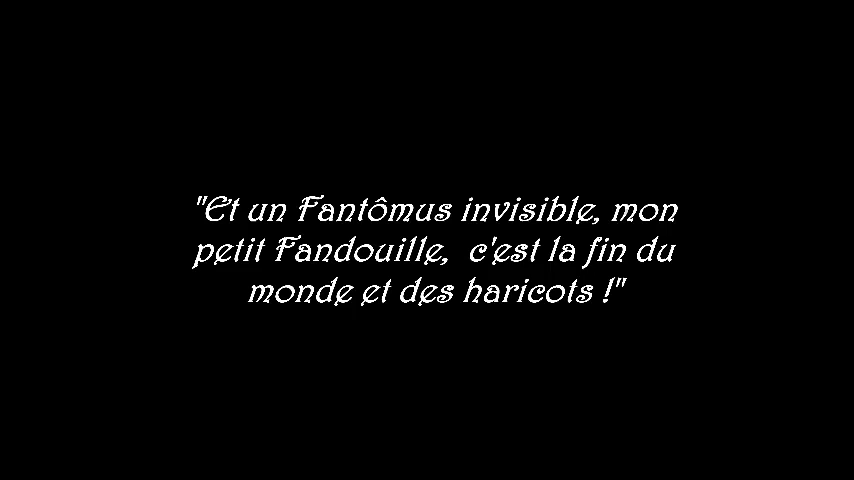 "Et un Fantômus invisible, mon
petit Fandouille,  c'est la fin du
monde et des haricots !"